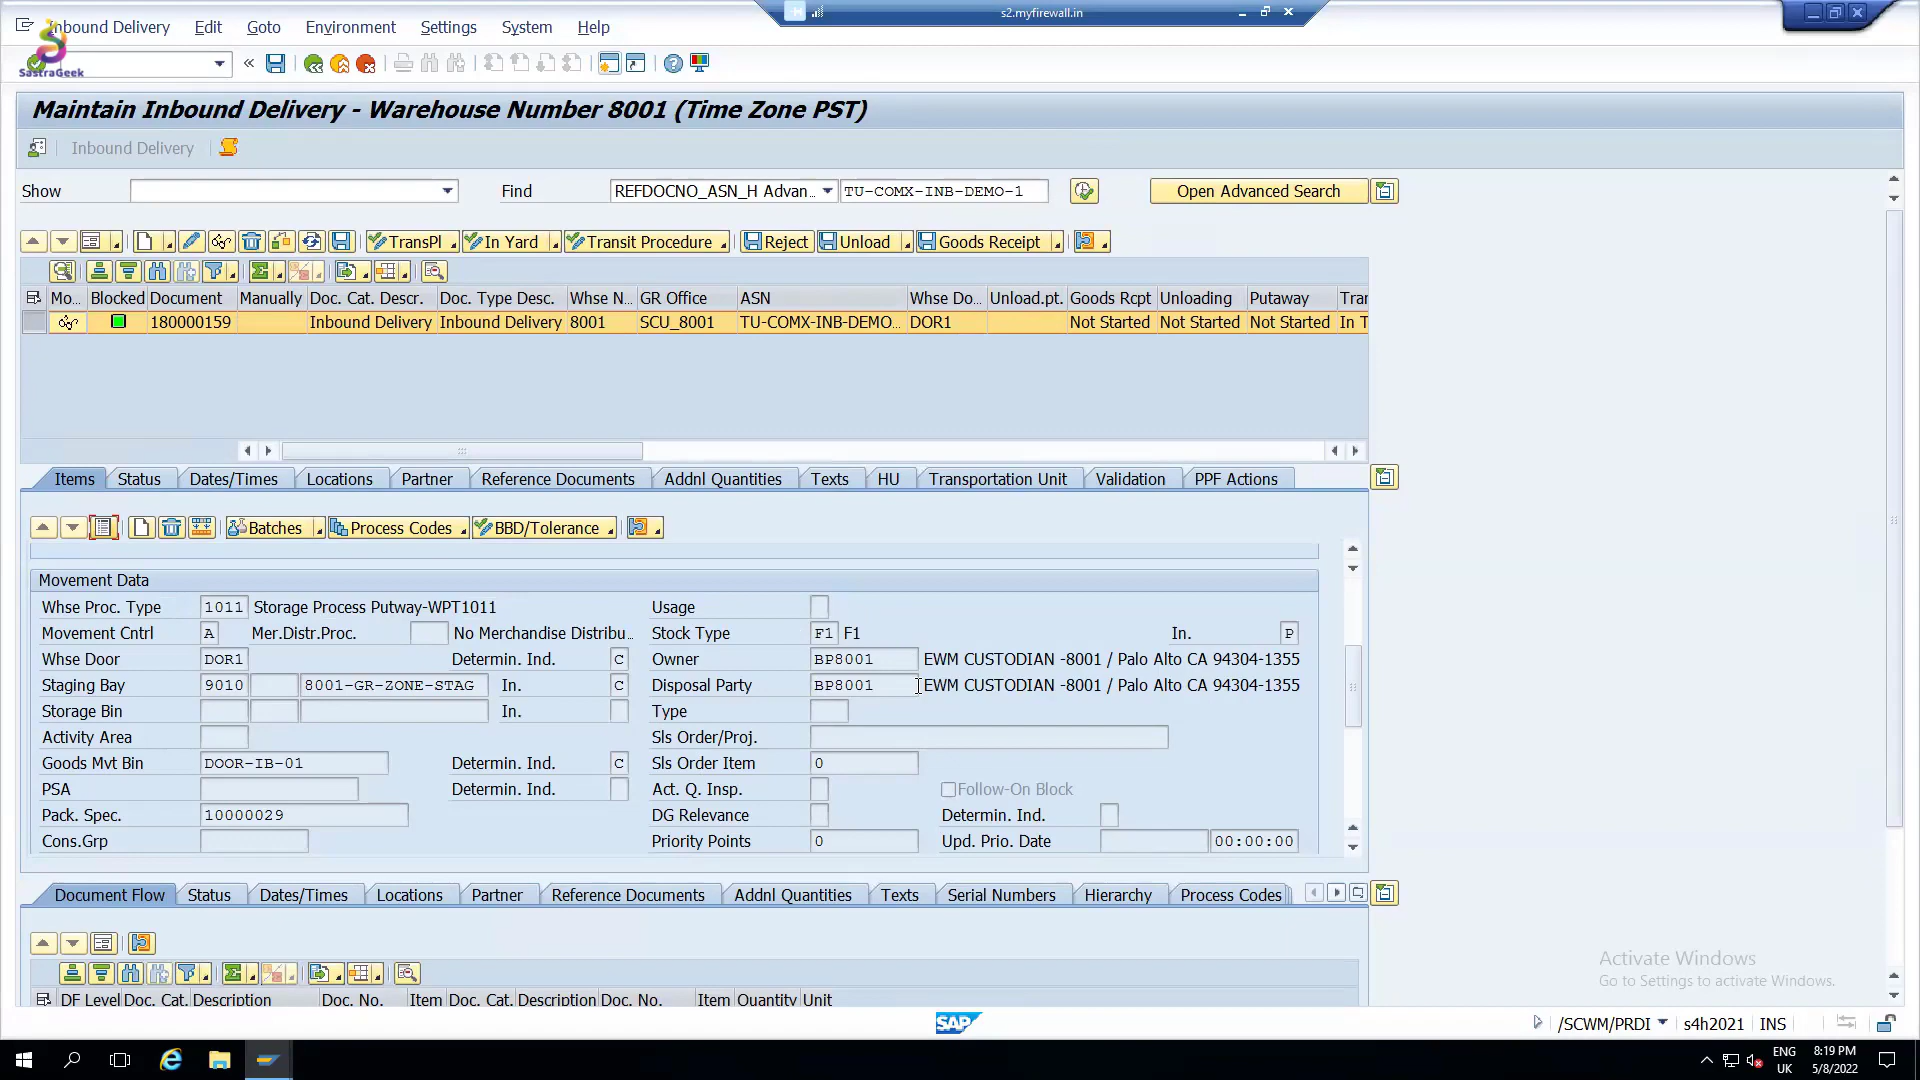 s2.myfirewall.in
Inbound Delivery Edit Goto Environment Settings System Help
SastraGeek
Maintain Inbound Delivery - Warehouse Number 8001 (Time Zone PST)
Inbound Delivery
Show Find REFDOCNO_ASN_H Advan... TU-COMX-INB-DEMO-1 Open Advanced Search
TransPl In Yard Transit Procedure Reject Unload Goods Receipt
Mo... Blocked Document Manually Doc. Cat. Descr. Doc. Type Desc. Whse N... GR Office ASN Whse Do... Unload.pt. Goods Rcpt Unloading Putaway Trar
180000159 Inbound Delivery Inbound Delivery 8001 SCU_8001 TU-COMX-INB-DEMO... DOR1 Not Started Not Started Not Started In T
Items Status Dates/Times Locations Partner Reference Documents Addnl Quantities Texts HU Transportation Unit Validation PPF Actions
Batches Process Codes BBD/Tolerance
Movement Data
Whse Proc. Type 1011 Storage Process Putway-WPT1011 Usage
Movement Cntrl A Mer.Distr.Proc. No Merchandise Distribu... Stock Type F1 F1 In. P
Whse Door DOR1 Determin. Ind. C Owner BP8001 EWM CUSTODIAN -8001 / Palo Alto CA 94304-1355
Staging Bay 9010 8001-GR-ZONE-STAG In. C Disposal Party BP8001 EWM CUSTODIAN -8001 / Palo Alto CA 94304-1355
Storage Bin In. Type
Activity Area Sls Order/Proj.
Goods Mvt Bin DOOR-IB-01 Determin. Ind. C Sls Order Item 0
PSA Determin. Ind. Act. Q. Insp. Follow-On Block
Pack. Spec. 10000029 DG Relevance Determin. Ind.
Cons.Grp Priority Points 0 Upd. Prio. Date 00:00:00
Document Flow Status Dates/Times Locations Partner Reference Documents Addnl Quantities Texts Serial Numbers Hierarchy Process Codes
Activate Windows
Go to Settings to activate Windows.
DF Level Doc. Cat. Description Doc. No. Item Doc. Cat. Description Doc. No. Item Quantity Unit
SAP /SCWM/PRDI s4h2021 INS
ENG 8:19 PM
UK 5/8/2022